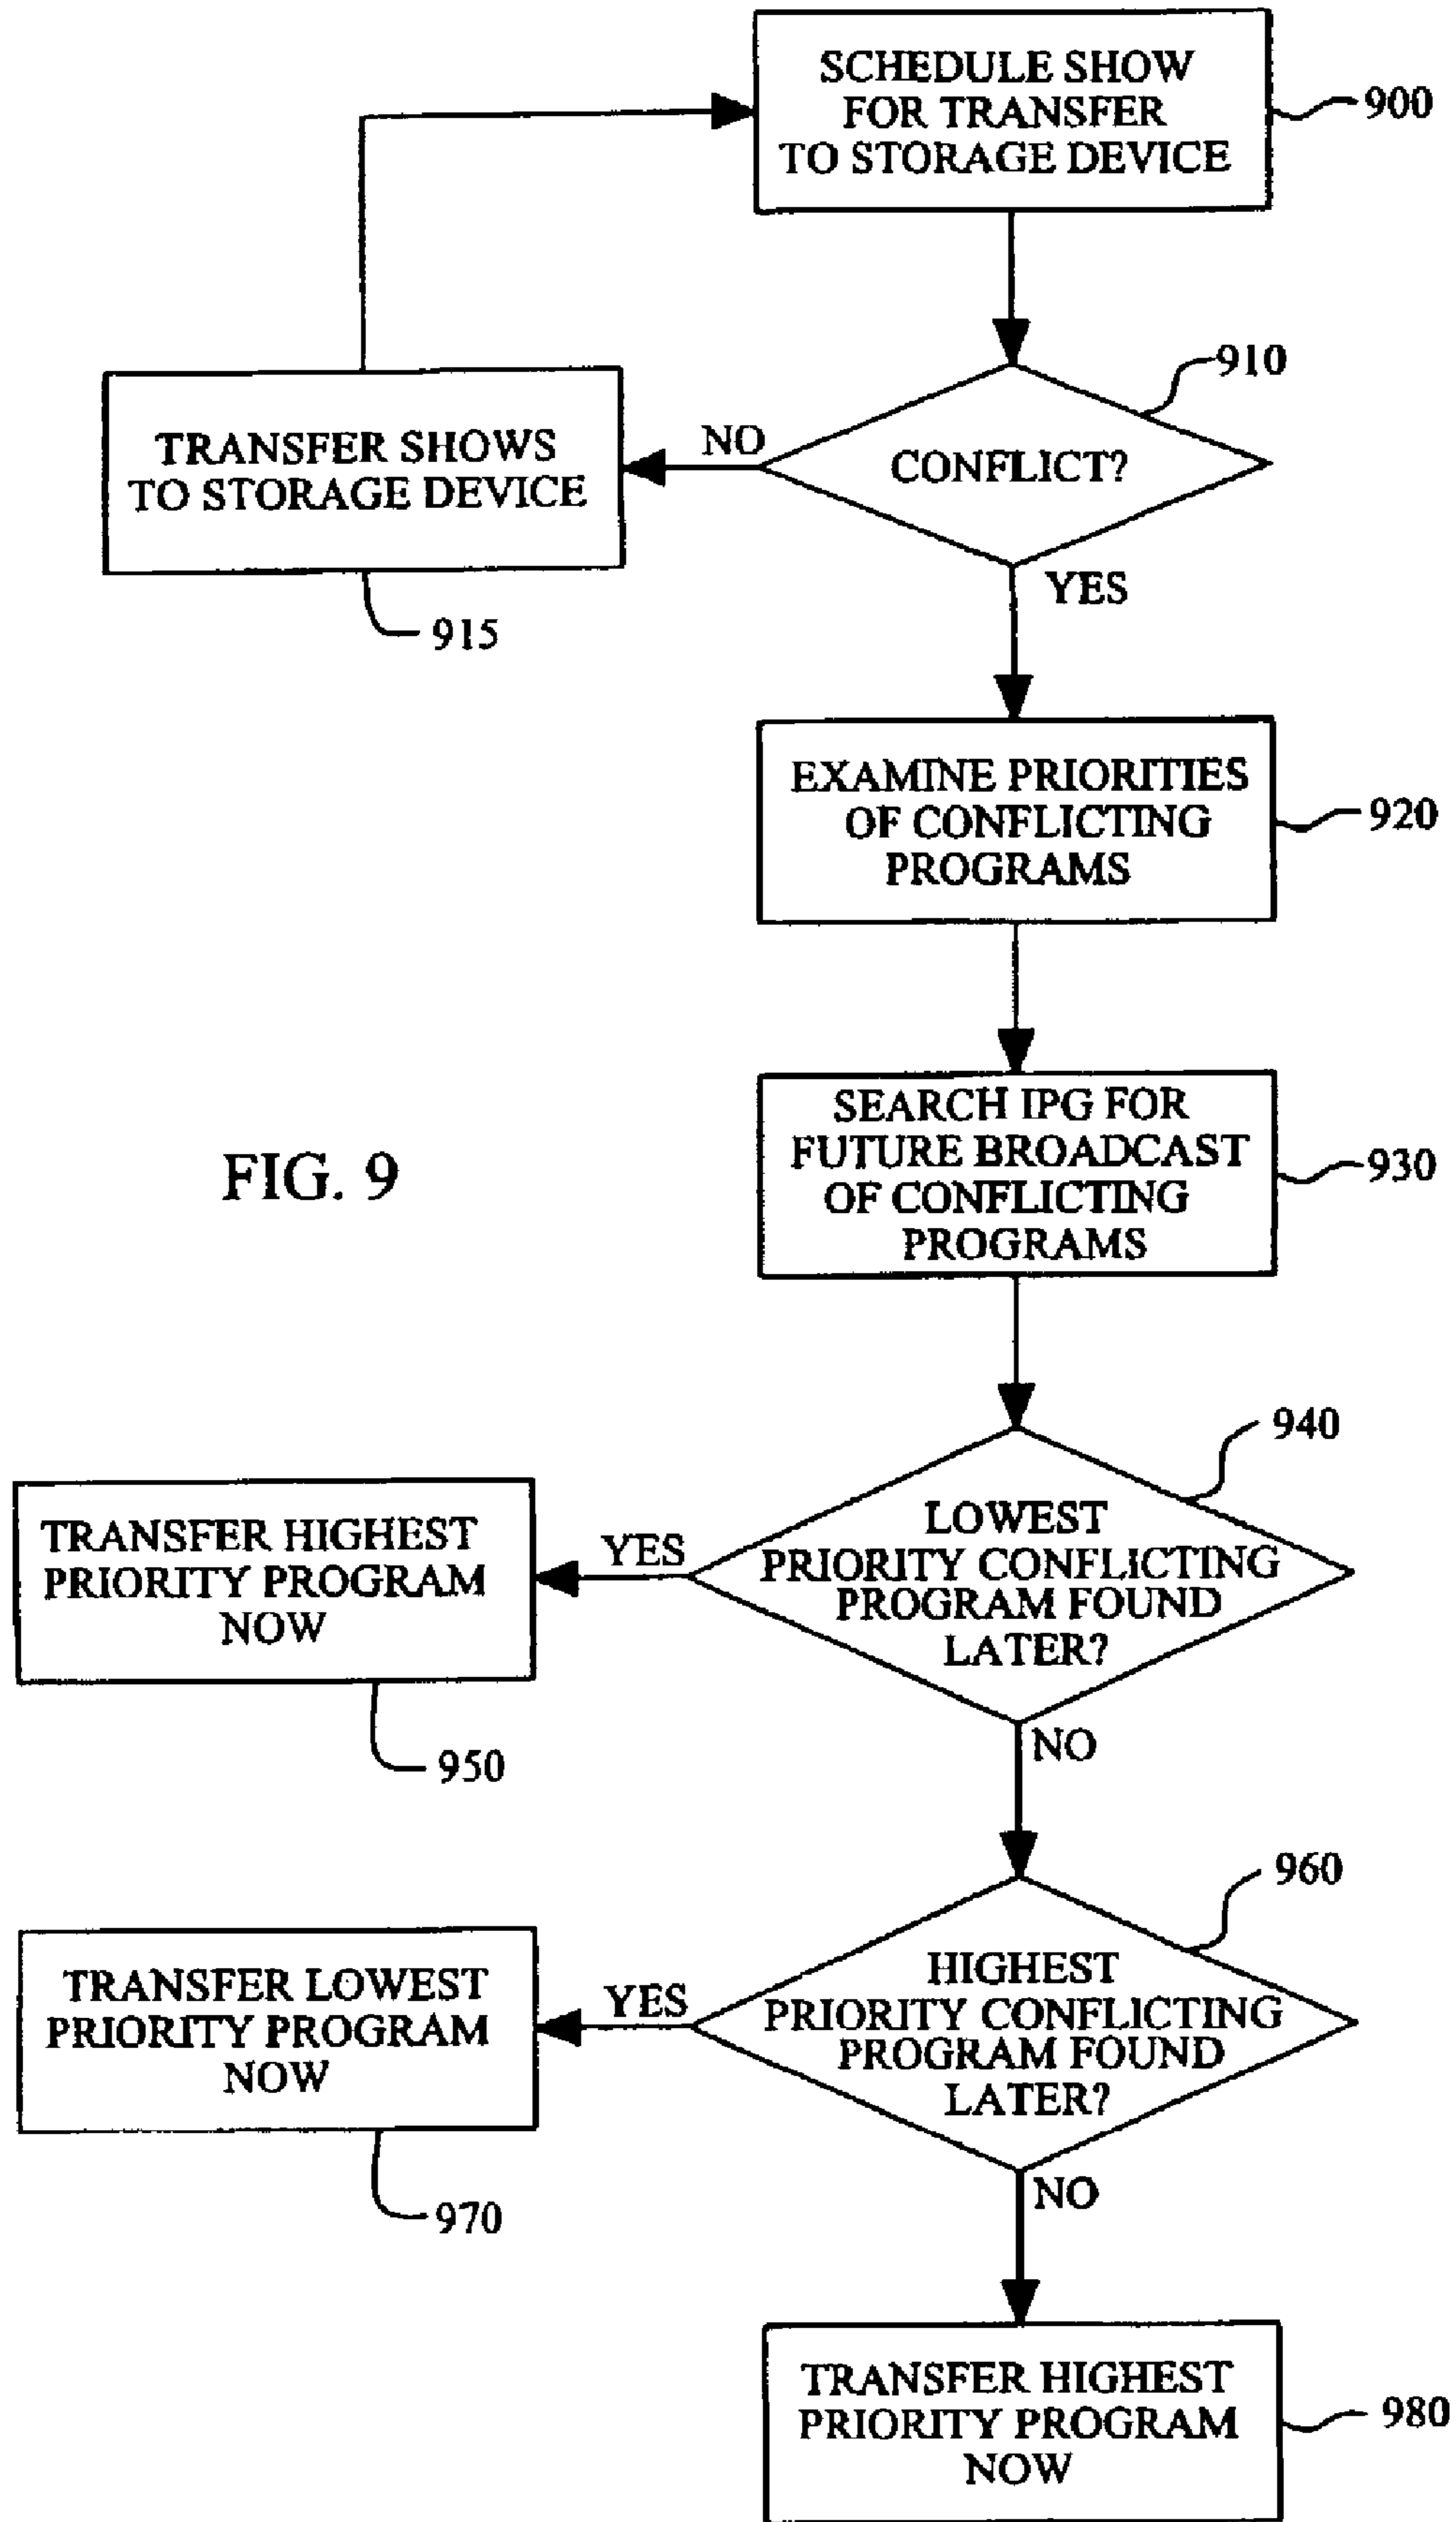 SCHEDULE SHOW
FOR TRANSFER
TO STORAGE DEVICE
900
910
CONFLICT?
NO
TRANSFER SHOWS
TO STORAGE DEVICE
915
YES
EXAMINE PRIORITIES
OF CONFLICTING
PROGRAMS
920
SEARCH IPG FOR
FUTURE BROADCAST
OF CONFLICTING
PROGRAMS
930
FIG. 9
940
LOWEST
PRIORITY CONFLICTING
PROGRAM FOUND
LATER?
YES
TRANSFER HIGHEST
PRIORITY PROGRAM
NOW
950
NO
960
HIGHEST
PRIORITY CONFLICTING
PROGRAM FOUND
LATER?
YES
TRANSFER LOWEST
PRIORITY PROGRAM
NOW
970
NO
TRANSFER HIGHEST
PRIORITY PROGRAM
NOW
980